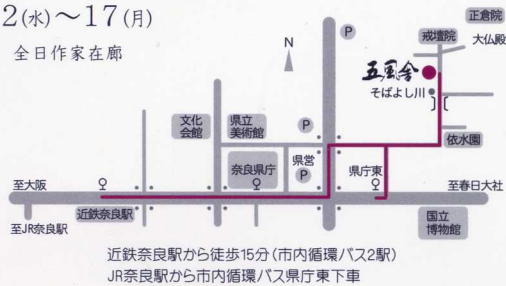 2(水)～17(月)
全日作家在廊
N
P
正倉院
戒壇院
大仏殿
五風舎
そばよし川
文化
会館
県立
美術館
P
依水園
奈良県庁
県営
P
県庁東
至大阪
至春日大社
近鉄奈良駅
国立
博物館
至JR奈良駅
近鉄奈良駅から徒歩15分(市内循環バス2駅)
JR奈良駅から市内循環バス県庁東下車